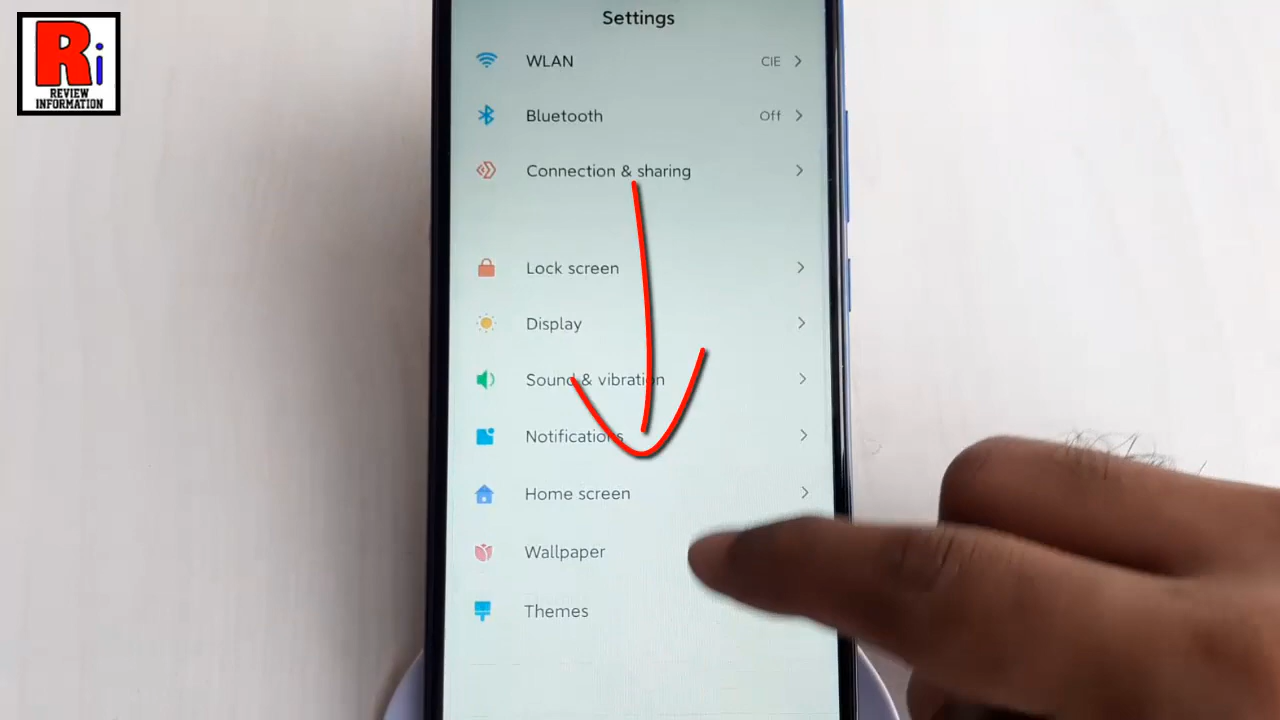 Ri
REVIEW
INFORMATION
Settings
WLAN CIE
Bluetooth Off
Connection & sharing
Lock screen
Display
Sound & vibration
Notifications
Home screen
Wallpaper
Themes